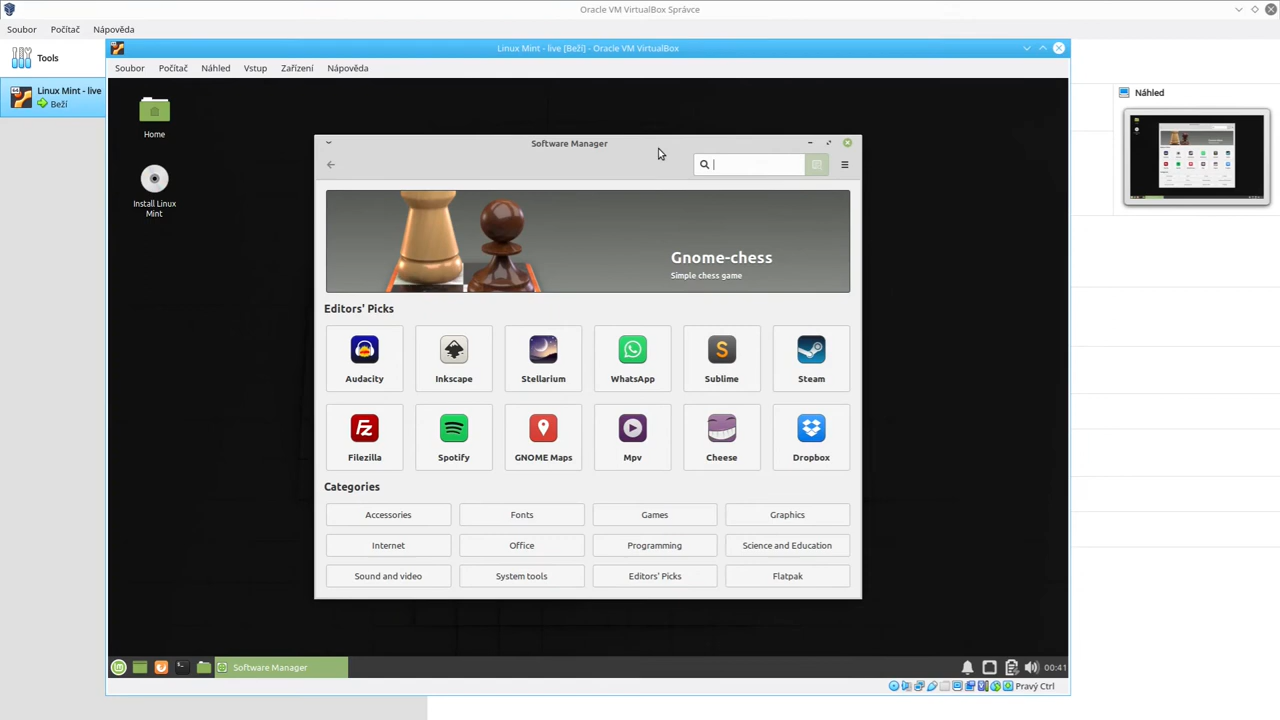 Oracle VM VirtualBox Správce
Soubor Počítač Nápověda
Tools
Linux Mint - live
Beží
Linux Mint - live [Beží] - Oracle VM VirtualBox
Soubor Počítač Náhled Vstup Zařízení Nápověda
Náhled
Home
Install Linux
Mint
Software Manager
Gnome-chess
Simple chess game
Editors' Picks
Audacity Inkscape Stellarium WhatsApp Sublime Steam
Filezilla Spotify GNOME Maps Mpv Cheese Dropbox
Categories
Accessories Fonts Games Graphics
Internet Office Programming Science and Education
Sound and video System tools Editors' Picks Flatpak
Software Manager
00:41
Pravý Ctrl